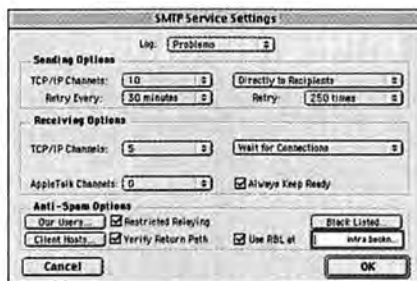 SMTP Service Settings
Log: Problems
Sending Options
TCP/IP Channels: 10 Directly to Recipients
Retry Every: 30 minutes Retry: 250 times
Receiving Options
TCP/IP Channels: 5 Wait for Connections
AppleTalk Channels: 0 Always Keep Ready
Anti-Spam Options
Our Users... Restricted Relaying Black Listed...
Client Hosts... Verify Return Path Use RBL at
Cancel OK